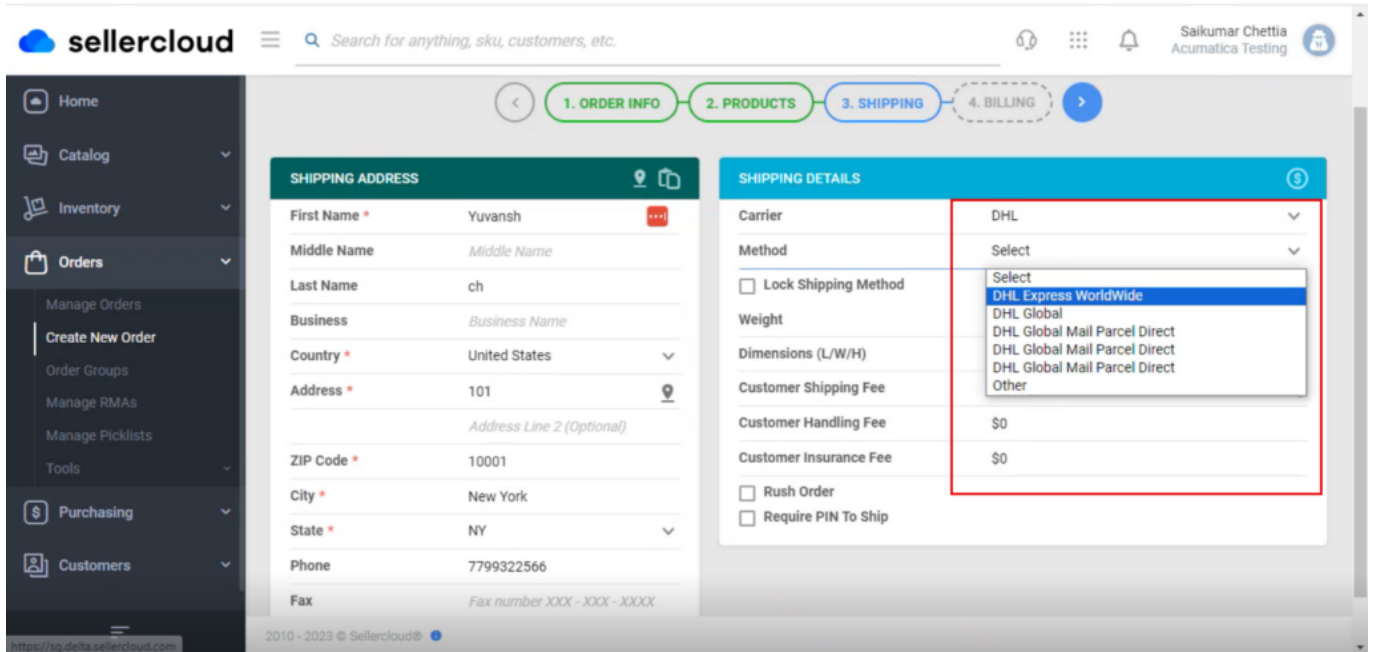 sellercloud
Search for anything, sku, customers, etc.
Saikumar Chettia
Acumatica Testing
Home
Catalog
Inventory
Orders
Manage Orders
Create New Order
Order Groups
Manage RMAs
Manage Picklists
Tools
Purchasing
Customers
https://sg.delta.sellercloud.com
1. ORDER INFO
2. PRODUCTS
3. SHIPPING
4. BILLING
SHIPPING ADDRESS
First Name * Yuvansh
Middle Name Middle Name
Last Name ch
Business Business Name
Country * United States
Address * 101
Address Line 2 (Optional)
ZIP Code * 10001
City * New York
State * NY
Phone 7799322566
Fax Fax number XXX - XXX - XXXX
SHIPPING DETAILS
Carrier DHL
Method Select
Lock Shipping Method
Select
DHL Express WorldWide
DHL Global
DHL Global Mail Parcel Direct
DHL Global Mail Parcel Direct
DHL Global Mail Parcel Direct
Other
Weight
Dimensions (L/W/H)
Customer Shipping Fee
Customer Handling Fee $0
Customer Insurance Fee $0
Rush Order
Require PIN To Ship
2010 - 2023 © Sellercloud®